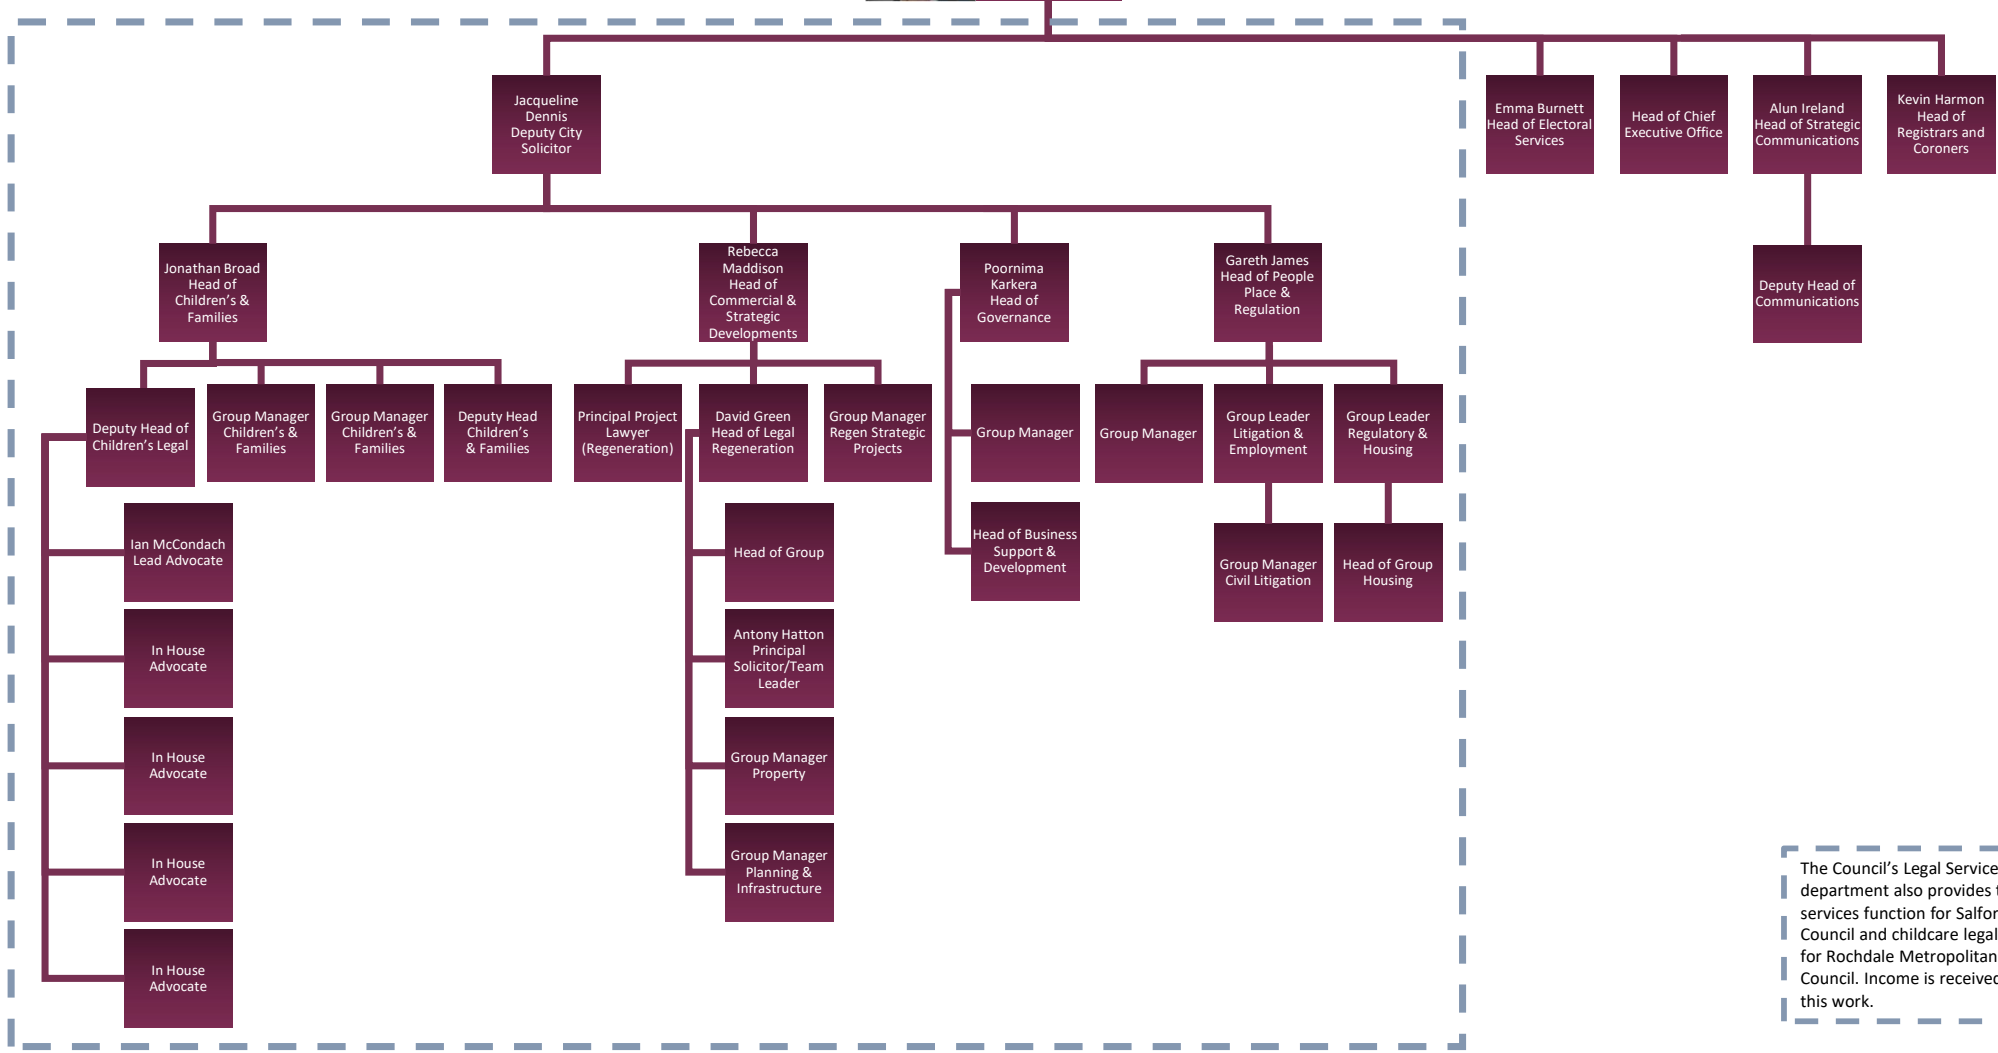 Jacqueline
Dennis
Deputy City
Solicitor
Emma Burnett
Head of Electoral
Services
Head of Chief
Executive Office
Alun Ireland
Head of Strategic
Communications
Kevin Harmon
Head of
Registrars and
Coroners
Deputy Head of
Communications
Jonathan Broad
Head of
Children’s &
Families
Rebecca
Maddison
Head of
Commercial &
Strategic
Developments
Poornima
Karkera
Head of
Governance
Gareth James
Head of People
Place &
Regulation
Deputy Head of
Children’s Legal
Group Manager
Children’s &
Families
Group Manager
Children’s &
Families
Deputy Head
Children’s
& Families
Principal Project
Lawyer
(Regeneration)
David Green
Head of Legal
Regeneration
Group Manager
Regen Strategic
Projects
Group Manager
Group Manager
Group Leader
Litigation &
Employment
Group Leader
Regulatory &
Housing
Ian McCondach
Lead Advocate
In House
Advocate
In House
Advocate
In House
Advocate
In House
Advocate
Head of Group
Antony Hatton
Principal
Solicitor/Team
Leader
Group Manager
Property
Group Manager
Planning &
Infrastructure
Head of Business
Support &
Development
Group Manager
Civil Litigation
Head of Group
Housing
The Council’s Legal Service
department also provides
services function for Salfor
Council and childcare legal
for Rochdale Metropolitan
Council. Income is received
this work.